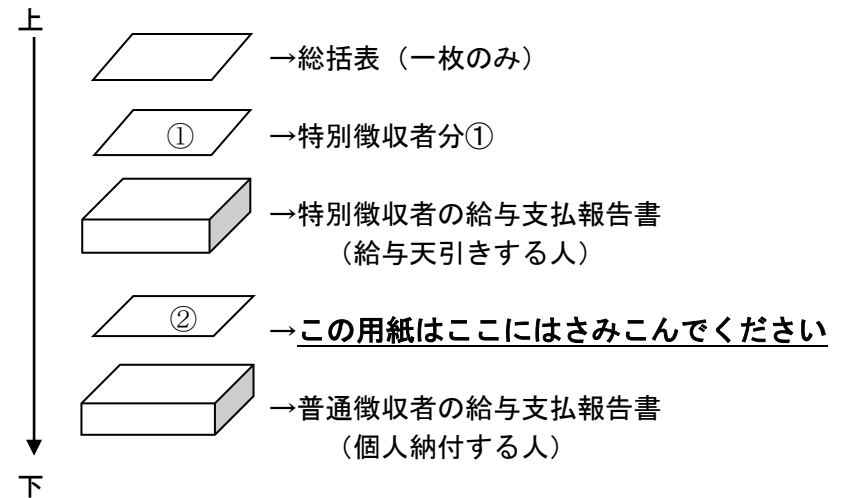 上
→総括表（一枚のみ）
① →特別徴収者分①
→特別徴収者の給与支払報告書
（給与天引きする人）
② →この用紙はここにはさみこんでください
→普通徴収者の給与支払報告書
（個人納付する人）
下